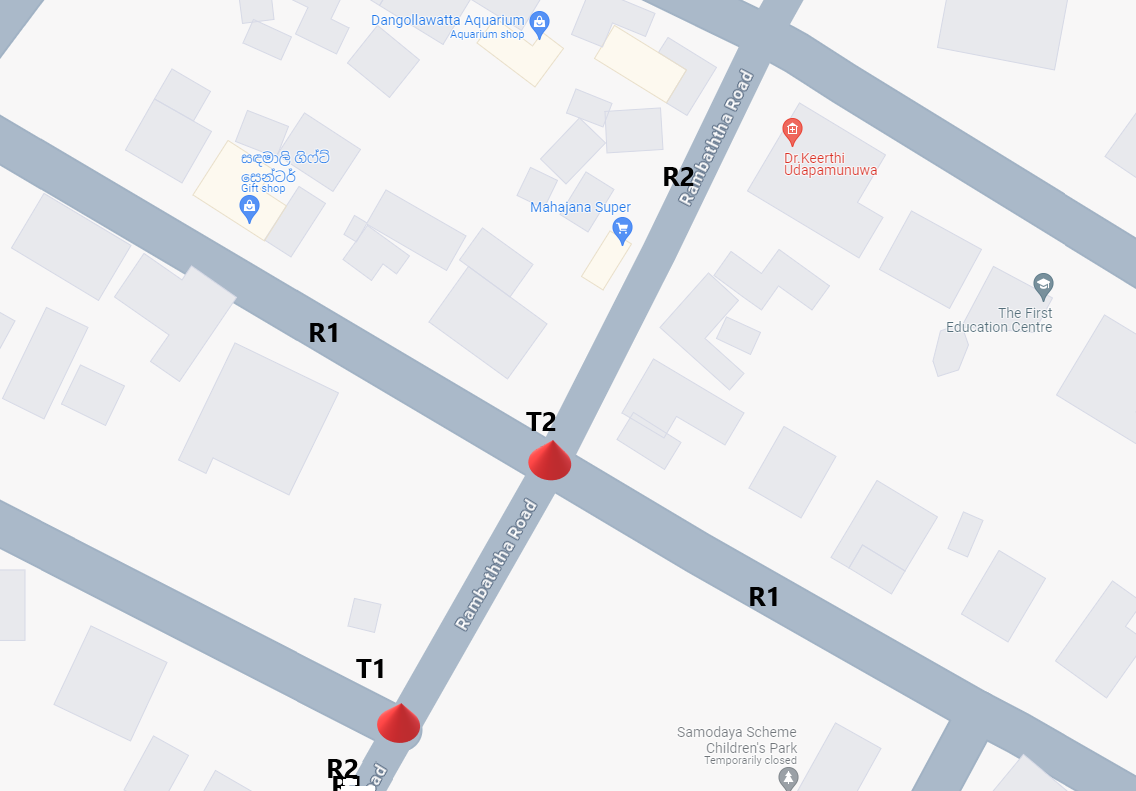 Dangollawatta Aquarium
Aquarium shop
Rambaththa Road
Dr.Keerthi
Udapamunuwa
සඳමාලි ගිෆ්ට්
සෙන්ටර්
Gift shop
R2
Mahajana Super
The First
Education Centre
R1
T2
Rambaththa Road
R1
T1
Samodaya Scheme
Children's Park
Temporarily closed
R2